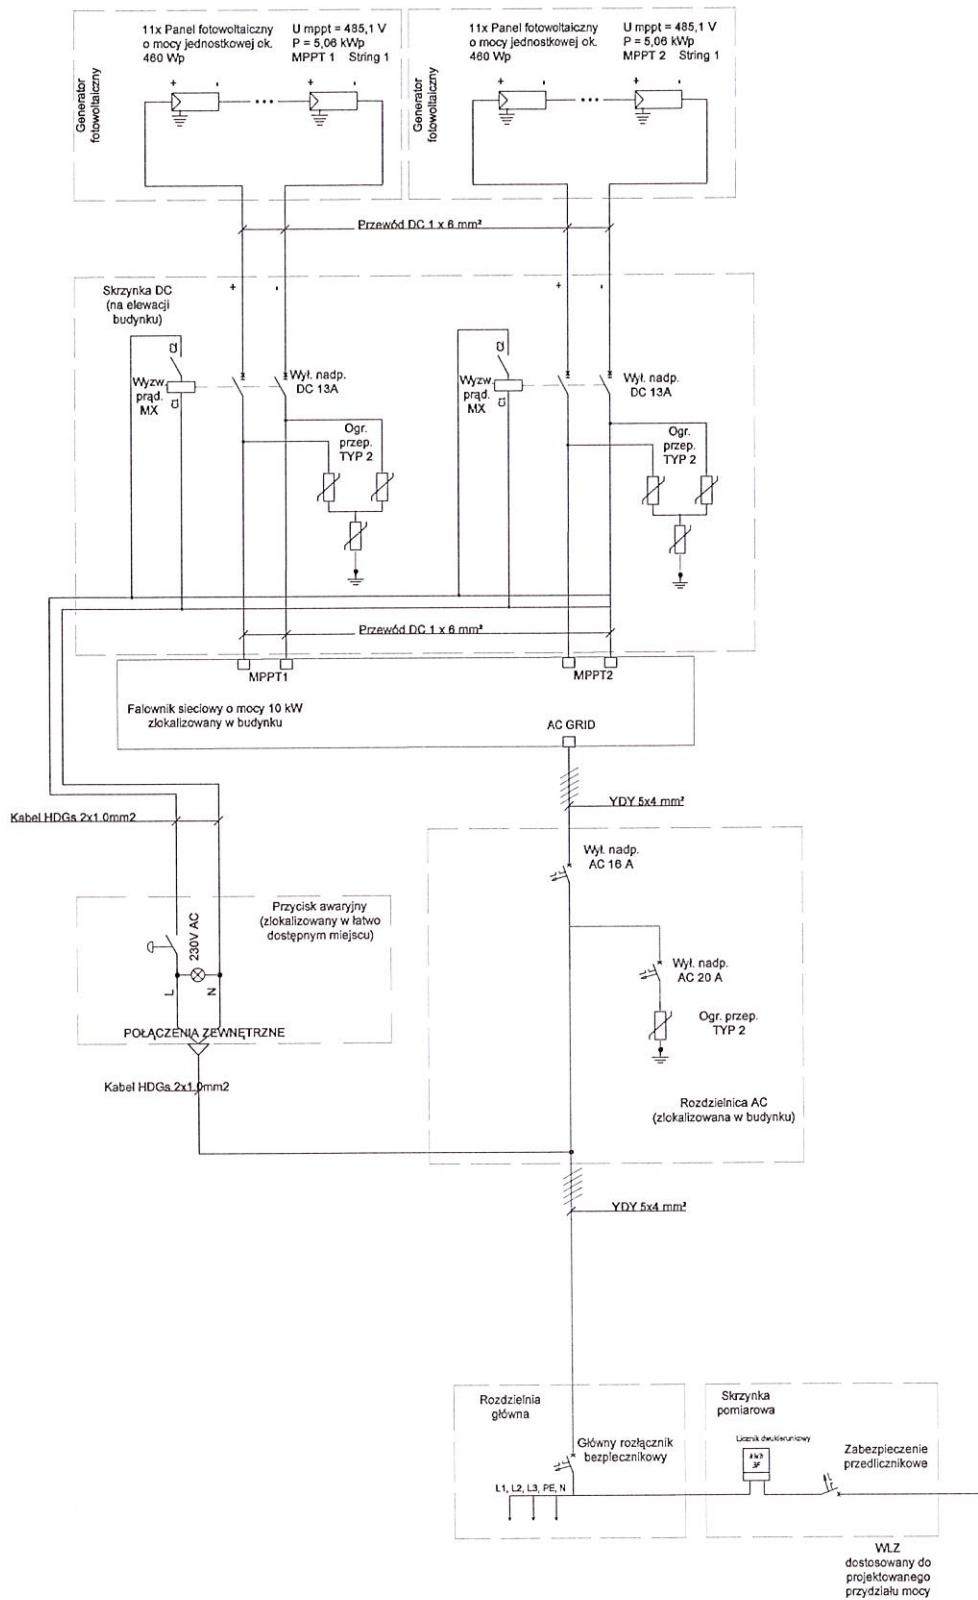 11x Panel fotowoltaiczny
o mocy jednostkowej ok.
460 Wp
U mppt = 485,1 V
P = 5,06 kWp
MPPT 1 String 1
+
-
Generator
fotowoltaiczny
11x Panel fotowoltaiczny
o mocy jednostkowej ok.
460 Wp
U mppt = 485,1 V
P = 5,06 kWp
MPPT 2 String 1
+
-
+
-
Generator
fotowoltaiczny
+
-
Przewód DC 1 x 6 mm²
Skrzynka DC
(na elewacji
budynku)
+
-
+
-
C2
Wyzw.
prąd.
MX
C1
Wył. nadp.
DC 13A
Ogr.
przep.
TYP 2
C2
Wyzw.
prąd.
MX
C1
Wył. nadp.
DC 13A
Ogr.
przep.
TYP 2
Przewód DC 1 x 6 mm²
MPPT1
MPPT2
Falownik sieciowy o mocy 10 kW
zlokalizowany w budynku
AC GRID
Kabel HDGs 2x1.0mm2
YDY 5x4 mm²
Wył. nadp.
AC 16 A
Przycisk awaryjny
(zlokalizowany w łatwo
dostępnym miejscu)
230V AC
L
N
POŁĄCZENIA ZEWNĘTRZNE
Wył. nadp.
AC 20 A
Ogr. przep.
TYP 2
Kabel HDGs 2x1.0mm2
Rozdzielnica AC
(zlokalizowana w budynku)
YDY 5x4 mm²
Rozdzielnia
główna
Główny rozłącznik
bezpiecznikowy
L1, L2, L3, PE, N
Skrzynka
pomiarowa
Licznik dwukierunkowy
kWh
3F
Zabezpieczenie
przedlicznikowe
WLZ
dostosowany do
projektowanego
przydziału mocy